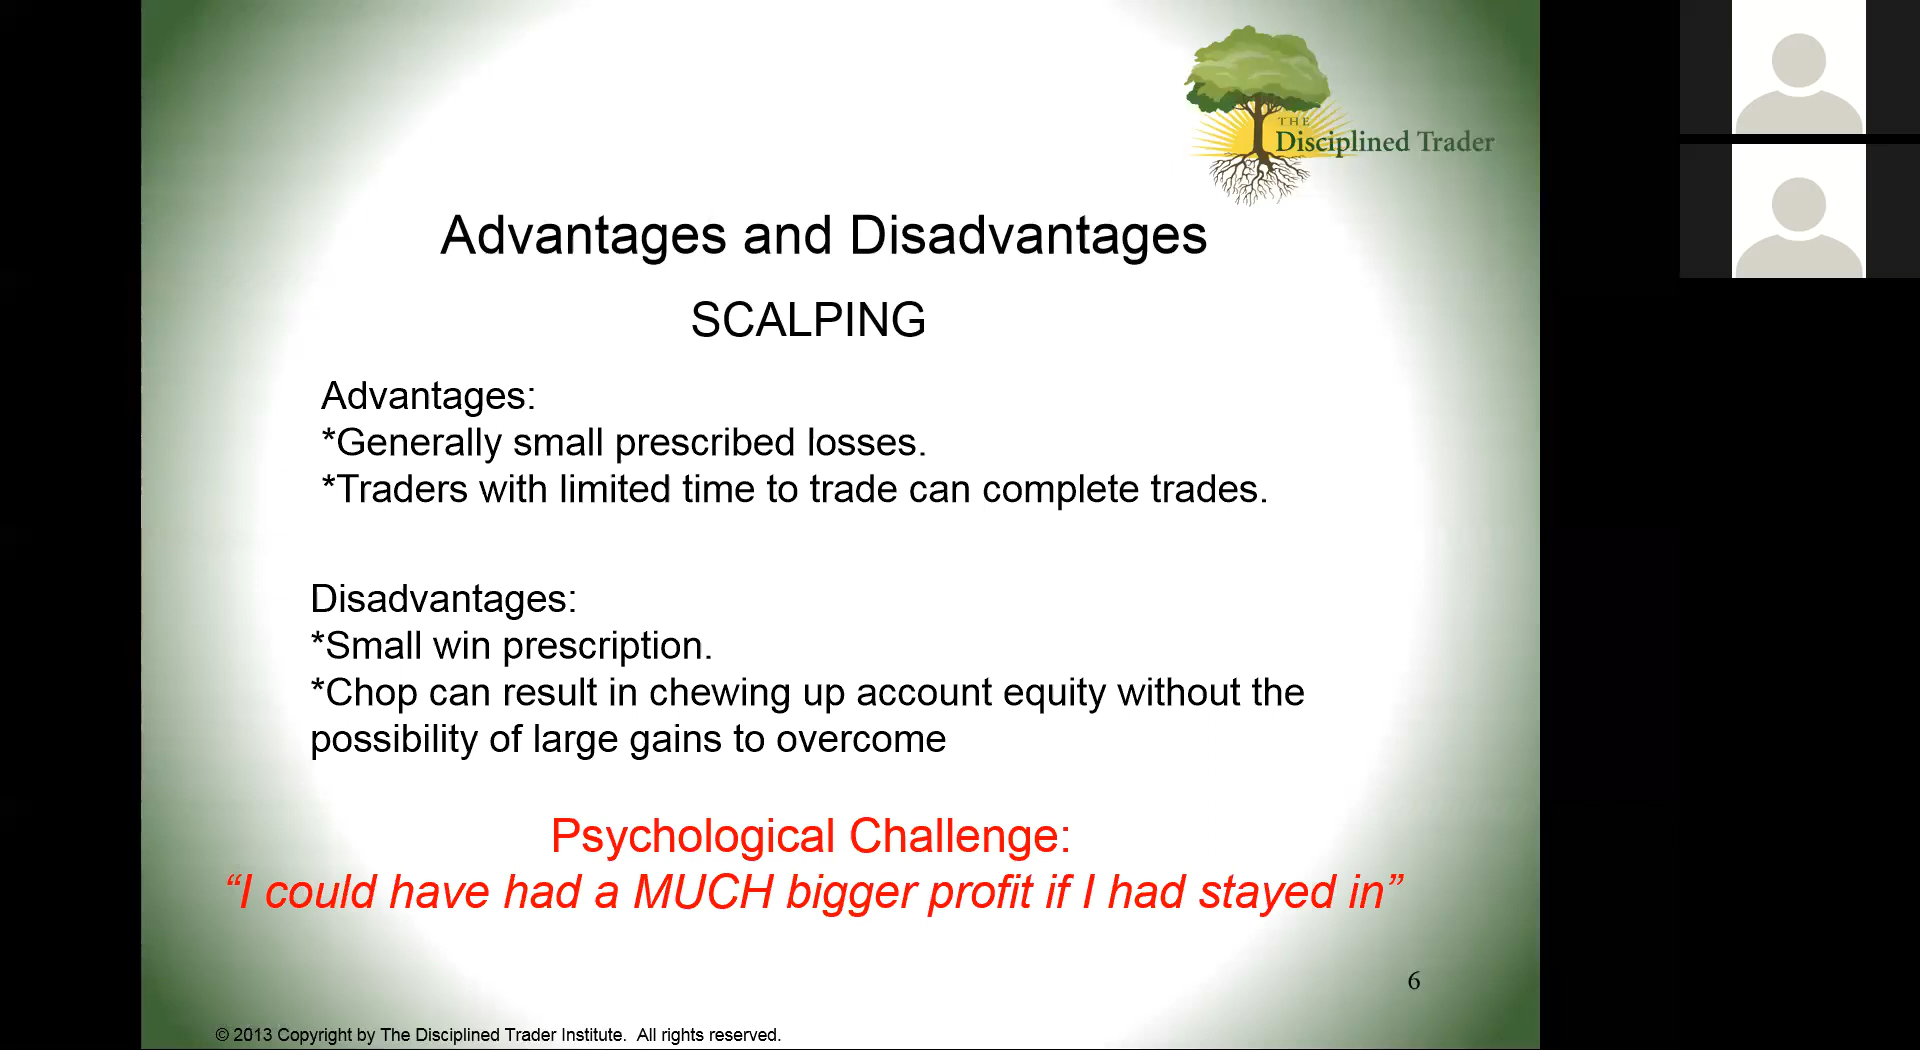 THE
Disciplined Trader
Advantages and Disadvantages
SCALPING
Advantages:
*Generally small prescribed losses.
*Traders with limited time to trade can complete trades.
Disadvantages:
*Small win prescription.
*Chop can result in chewing up account equity without the
possibility of large gains to overcome
Psychological Challenge:
“I could have had a MUCH bigger profit if I had stayed in”
6
© 2013 Copyright by The Disciplined Trader Institute.  All rights reserved.